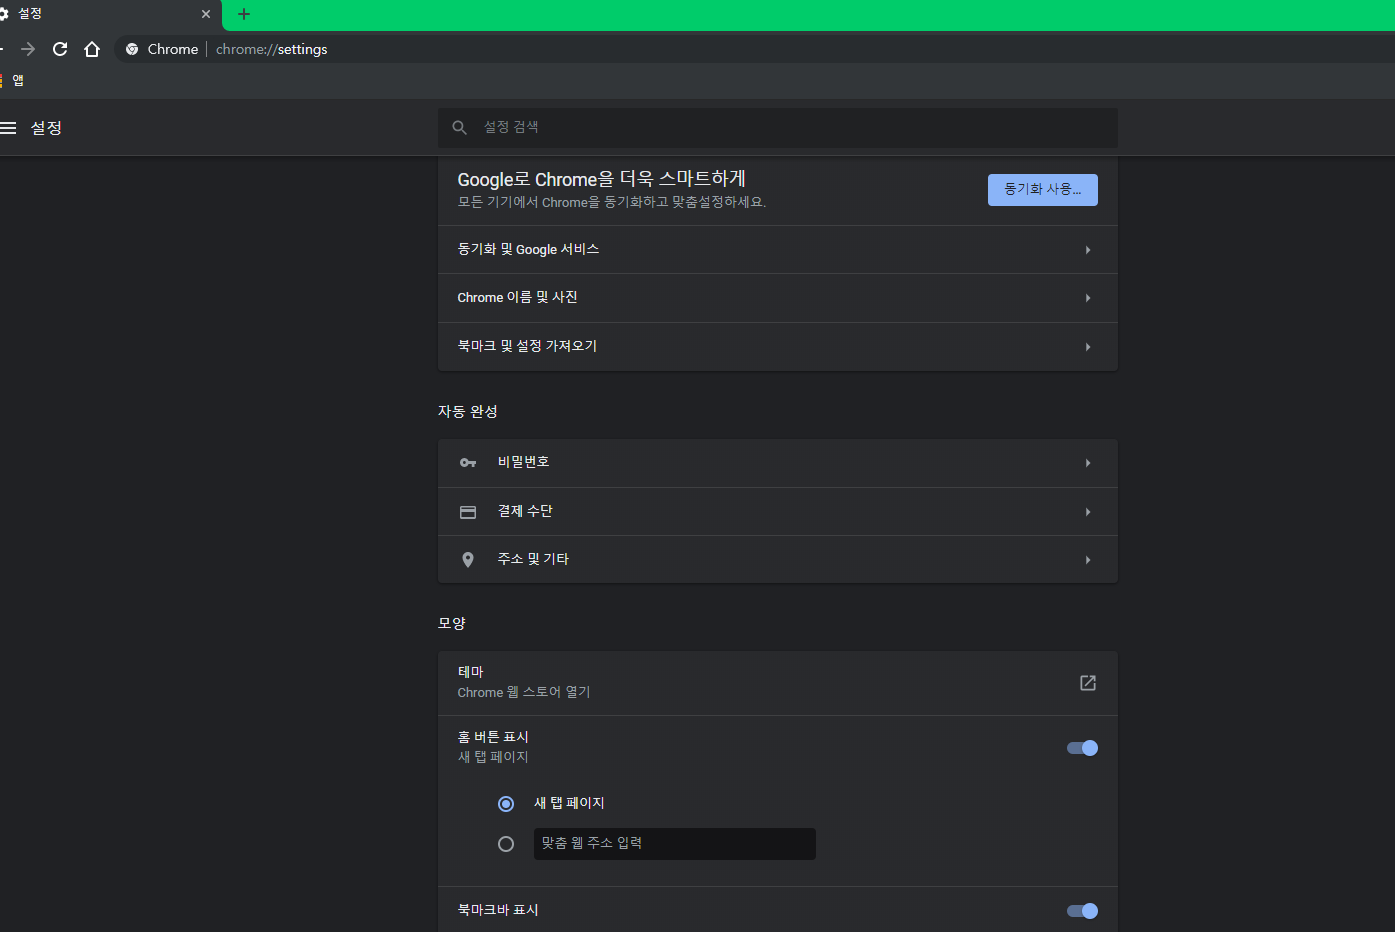 설정
Chrome
chrome://settings
앱
설정
설정 검색
Google로 Chrome을 더욱 스마트하게
모든 기기에서 Chrome을 동기화하고 맞춤설정하세요.
동기화 사용...
동기화 및 Google 서비스
Chrome 이름 및 사진
북마크 및 설정 가져오기
자동 완성
비밀번호
결제 수단
주소 및 기타
모양
테마
Chrome 웹 스토어 열기
홈 버튼 표시
새 탭 페이지
새 탭 페이지
맞춤 웹 주소 입력
북마크바 표시